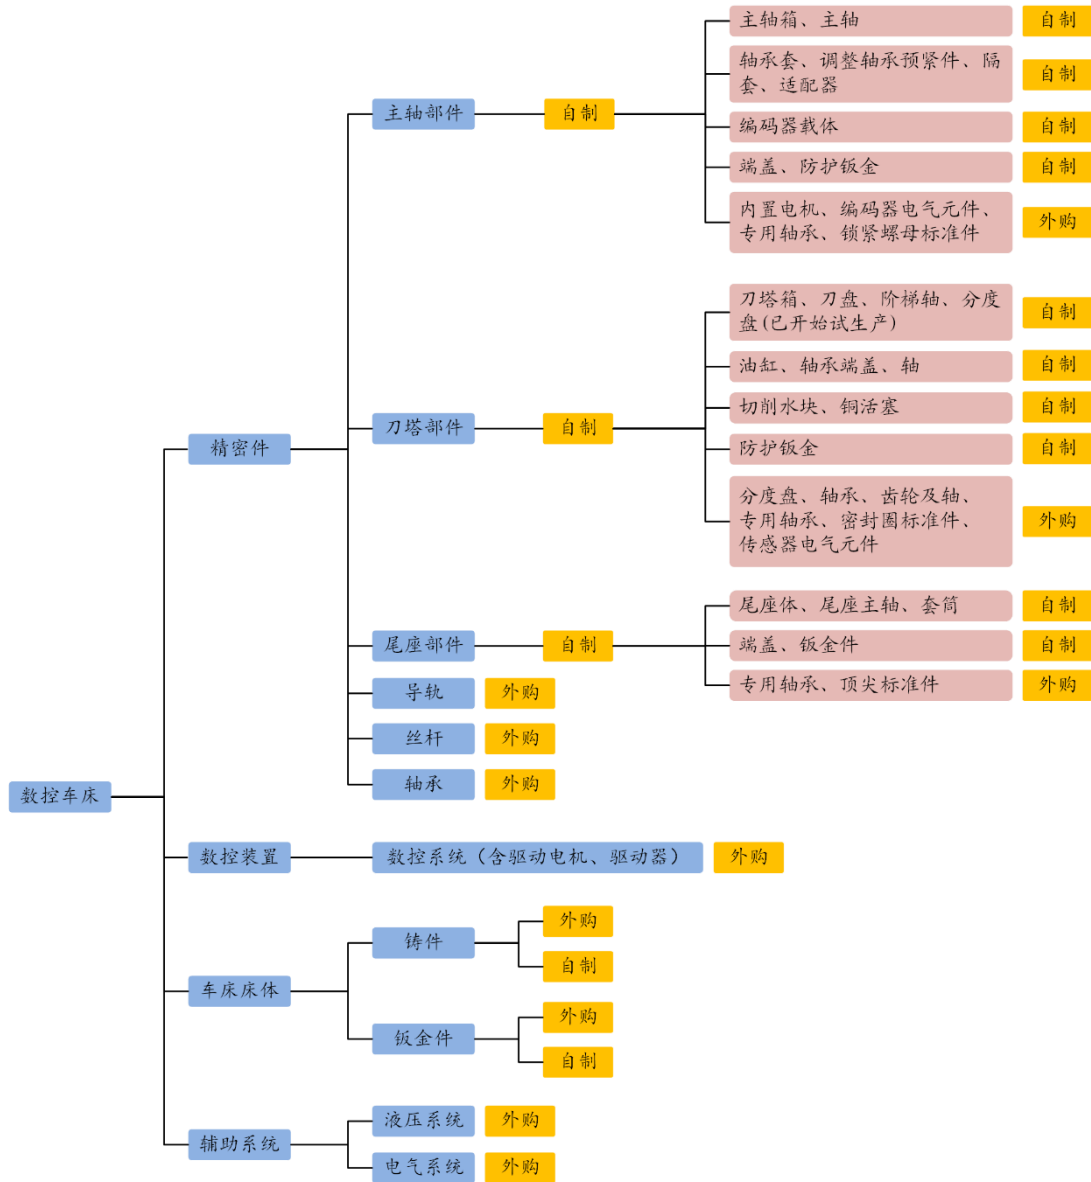 主轴箱、主轴
自制
轴承套、调整轴承预紧件、隔
套、适配器
自制
主轴部件
自制
编码器载体
自制
端盖、防护钣金
自制
内置电机、编码器电气元件、
专用轴承、锁紧螺母标准件
外购
刀塔箱、刀盘、阶梯轴、分度
盘(已开始试生产)
自制
油缸、轴承端盖、轴
自制
切削水块、铜活塞
自制
刀塔部件
自制
精密件
防护钣金
自制
分度盘、轴承、齿轮及轴、
专用轴承、密封圈标准件、
传感器电气元件
外购
尾座体、尾座主轴、套筒
自制
尾座部件
自制
端盖、钣金件
自制
专用轴承、顶尖标准件
外购
导轨
外购
丝杆
外购
轴承
外购
数控车床
数控装置
数控系统（含驱动电机、驱动器）
外购
车床床体
铸件
外购
自制
钣金件
外购
自制
辅助系统
液压系统
外购
电气系统
外购